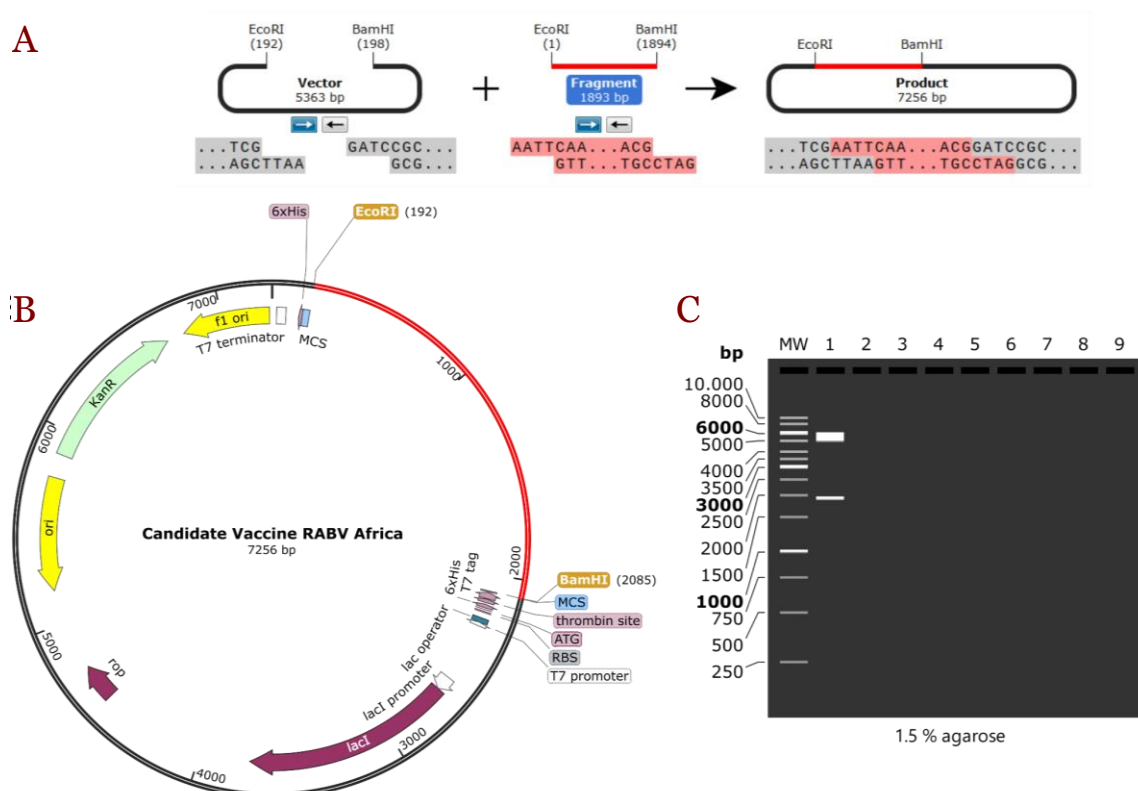 A
EcoRI
(192)
BamHI
(198)
Vector
5363 bp
...TCG
...AGCTTAA
GATCCGC...
GCG...
+
EcoRI
(1)
BamHI
(1894)
Fragment
1893 bp
AATTCAA...ACG
GTT...TGCCTAG
EcoRI
BamHI
Product
7256 bp
...TCGAATTCAA...ACGGATCCGC...
...AGCTTAAGTT...TGCCTAGGCG...
B
6xHis
EcoRI (192)
7000
f1 ori
T7 terminator
MCS
1000
KanR
6000
ori
Candidate Vaccine RABV Africa
7256 bp
2000
T7 tag
6xHis
BamHI (2085)
MCS
thrombin site
ATG
RBS
T7 promoter
lac operator
lacI promoter
lacI
3000
4000
rop
5000
C
bp
MW 1 2 3 4 5 6 7 8 9
10.000
8000
6000
5000
4000
3500
3000
2500
2000
1500
1000
750
500
250
1.5 % agarose